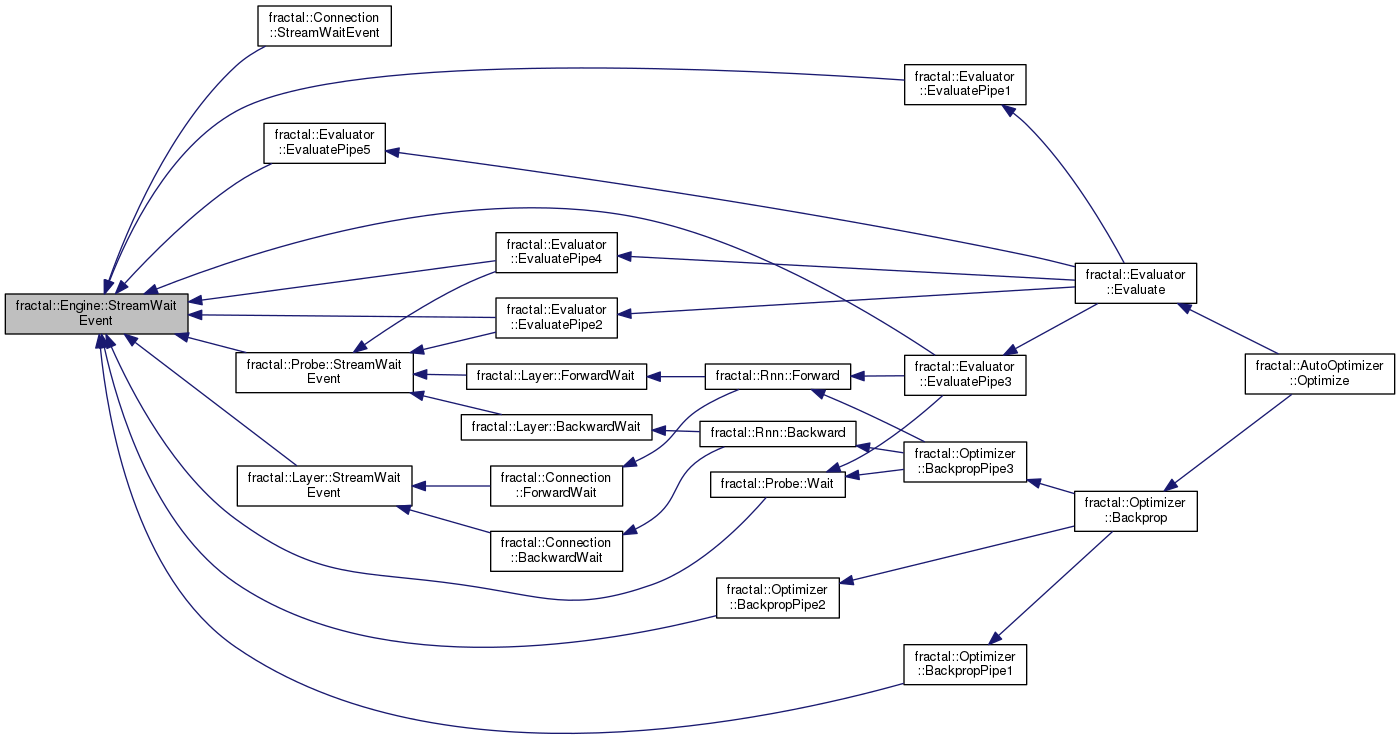 fractal::Connection
::StreamWaitEvent
fractal::Evaluator
::EvaluatePipe1
fractal::Evaluator
::EvaluatePipe5
fractal::Evaluator
::EvaluatePipe4
fractal::Evaluator
::Evaluate
fractal::Engine::StreamWait
Event
fractal::Evaluator
::EvaluatePipe2
fractal::Probe::StreamWait
Event
fractal::Layer::ForwardWait
fractal::Rnn::Forward
fractal::Evaluator
::EvaluatePipe3
fractal::AutoOptimizer
::Optimize
fractal::Layer::BackwardWait
fractal::Rnn::Backward
fractal::Optimizer
::BackpropPipe3
fractal::Layer::StreamWait
Event
fractal::Connection
::ForwardWait
fractal::Probe::Wait
fractal::Optimizer
::Backprop
fractal::Connection
::BackwardWait
fractal::Optimizer
::BackpropPipe2
fractal::Optimizer
::BackpropPipe1